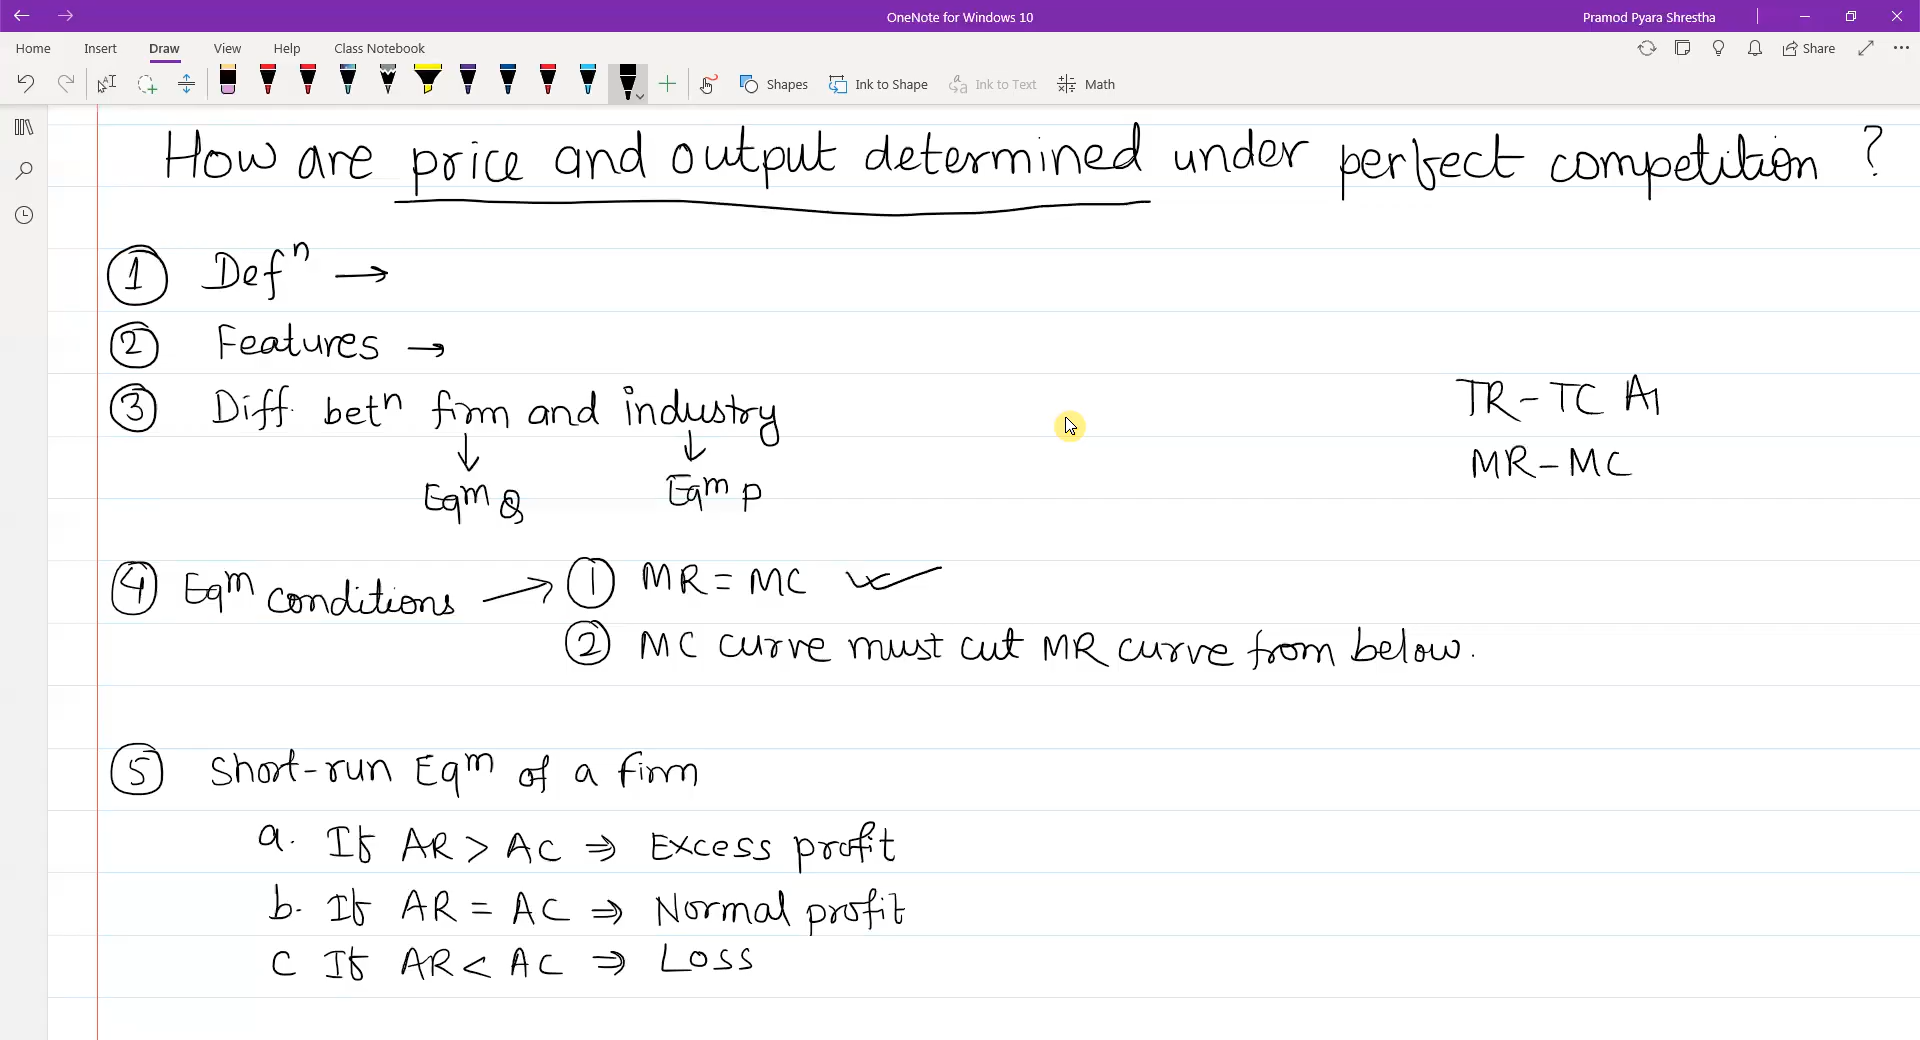 OneNote for Windows 10
Pramod Pyara Shrestha
Home Insert Draw View Help Class Notebook
Share
Shapes Ink to Shape Ink to Text Math
How are price and output determined under perfect competition ?
① Defⁿ →
② Features →
③ Diff. betⁿ firm and industry
↓ ↓
Eqᵐ Q Eqᵐ P
TR - TC A
MR - MC
④ Eqᵐ conditions → ① MR = MC ✓
② MC curve must cut MR curve from below.
⑤ Short-run Eqᵐ of a firm
a. If AR > AC ⇒ Excess profit
b. If AR = AC ⇒ Normal profit
C If AR < AC ⇒ Loss